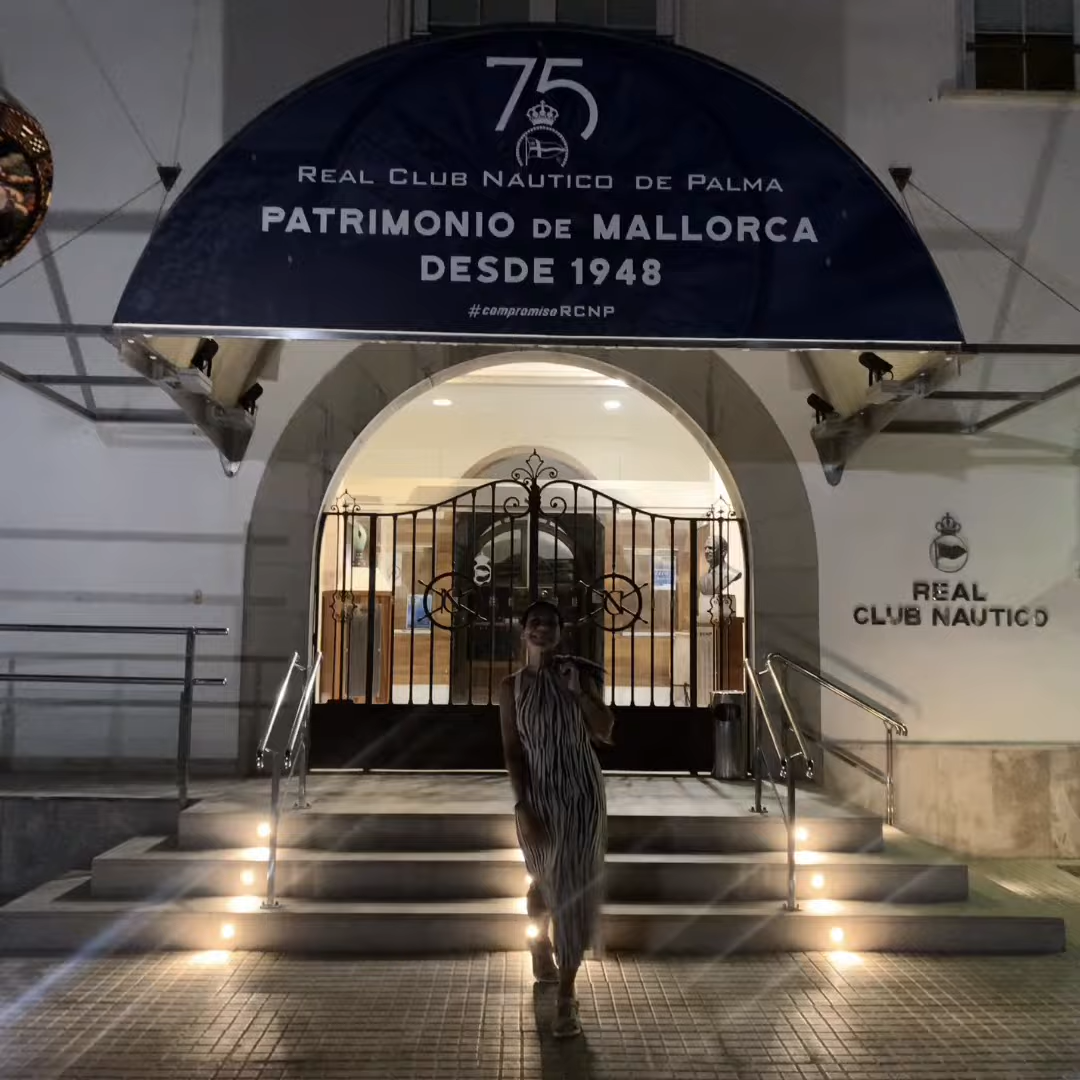 75
REAL CLUB NAUTICO DE PALMA
PATRIMONIO DE MALLORCA
DESDE 1948
#compromisoRCNP
REAL
CLUB NAUTICO